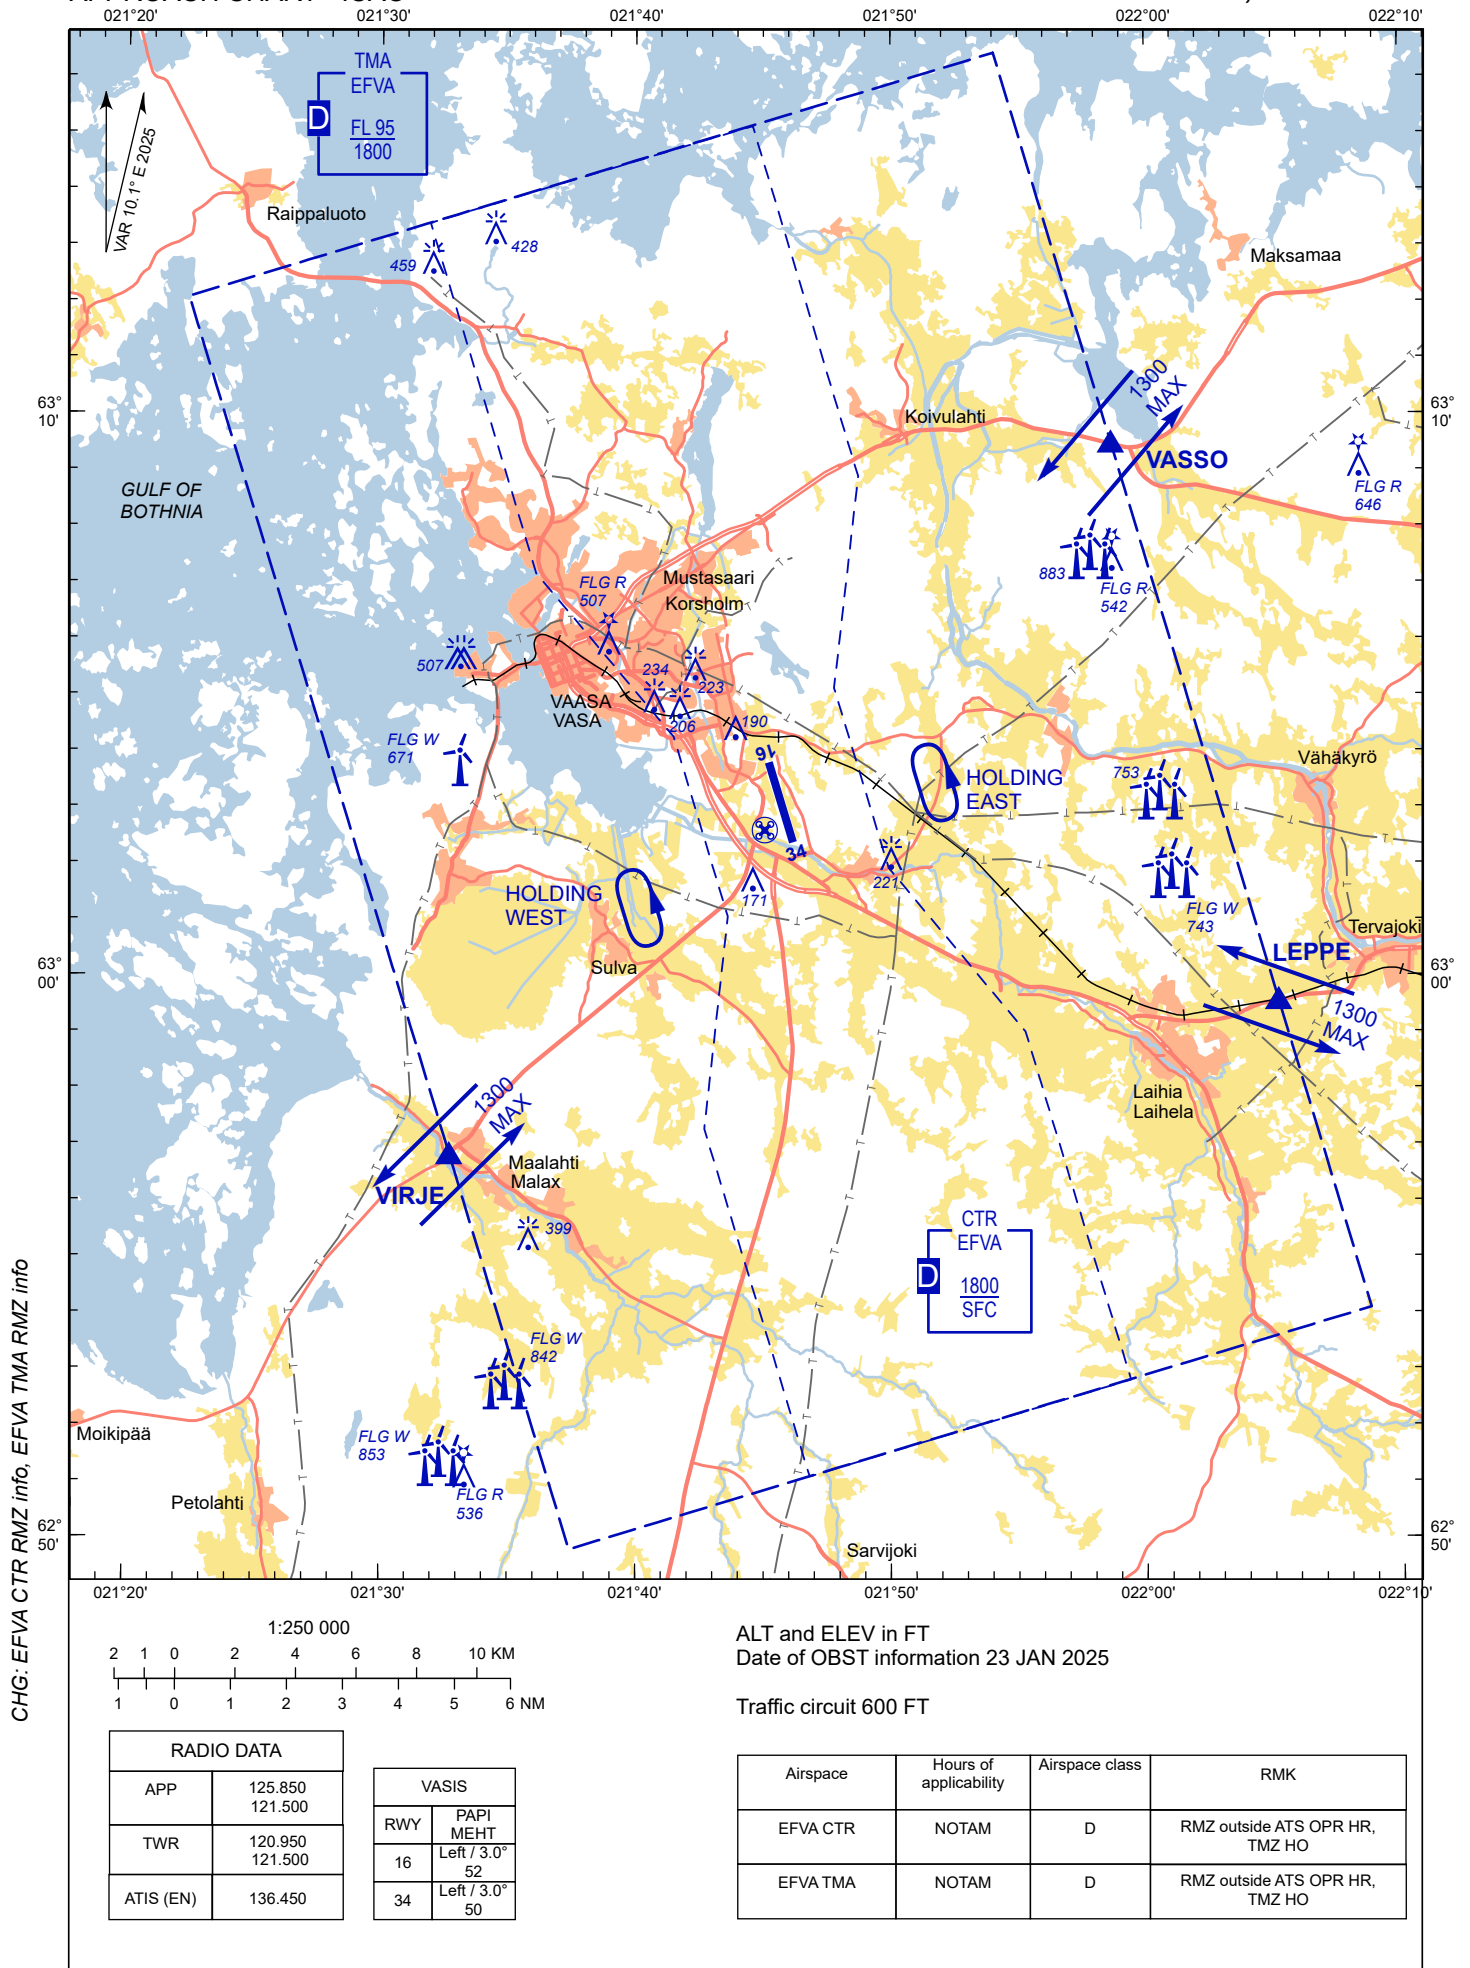 021°20'
021°30'
021°40'
021°50'
022°00'
022°10'
TMA
EFVA
D
FL 95
1800
VAR 10.1° E 2025
Raippaluoto
459
428
Maksamaa
63°
10'
63°
10'
Koivulahti
1300
MAX
VASSO
FLG R
646
GULF OF
BOTHNIA
883
FLG R
542
FLG R
507
Mustasaari
Korsholm
507
234
223
VAASA
VASA
206
190
FLG W
671
16
34
HOLDING
EAST
Vähäkyrö
753
221
171
HOLDING
WEST
FLG W
743
Tervajoki
Sulva
LEPPE
63°
00'
63°
00'
1300
MAX
1300
MAX
Laihia
Laihela
Maalahti
Malax
VIRJE
399
CTR
EFVA
D
1800
SFC
FLG W
842
Moikipää
FLG W
853
FLG R
536
Petolahti
62°
50'
62°
50'
Sarvijoki
021°20'
021°30'
021°40'
021°50'
022°00'
022°10'
CHG: EFVA CTR RMZ info, EFVA TMA RMZ info
1:250 000
2 1 0 2 4 6 8 10 KM
1 0 1 2 3 4 5 6 NM
ALT and ELEV in FT
Date of OBST information 23 JAN 2025
Traffic circuit 600 FT
RADIO DATA
APP 125.850
121.500
TWR 120.950
121.500
ATIS (EN) 136.450
VASIS
RWY PAPI
MEHT
16 Left / 3.0°
52
34 Left / 3.0°
50
Airspace Hours of
applicability Airspace class RMK
EFVA CTR NOTAM D RMZ outside ATS OPR HR,
TMZ HO
EFVA TMA NOTAM D RMZ outside ATS OPR HR,
TMZ HO